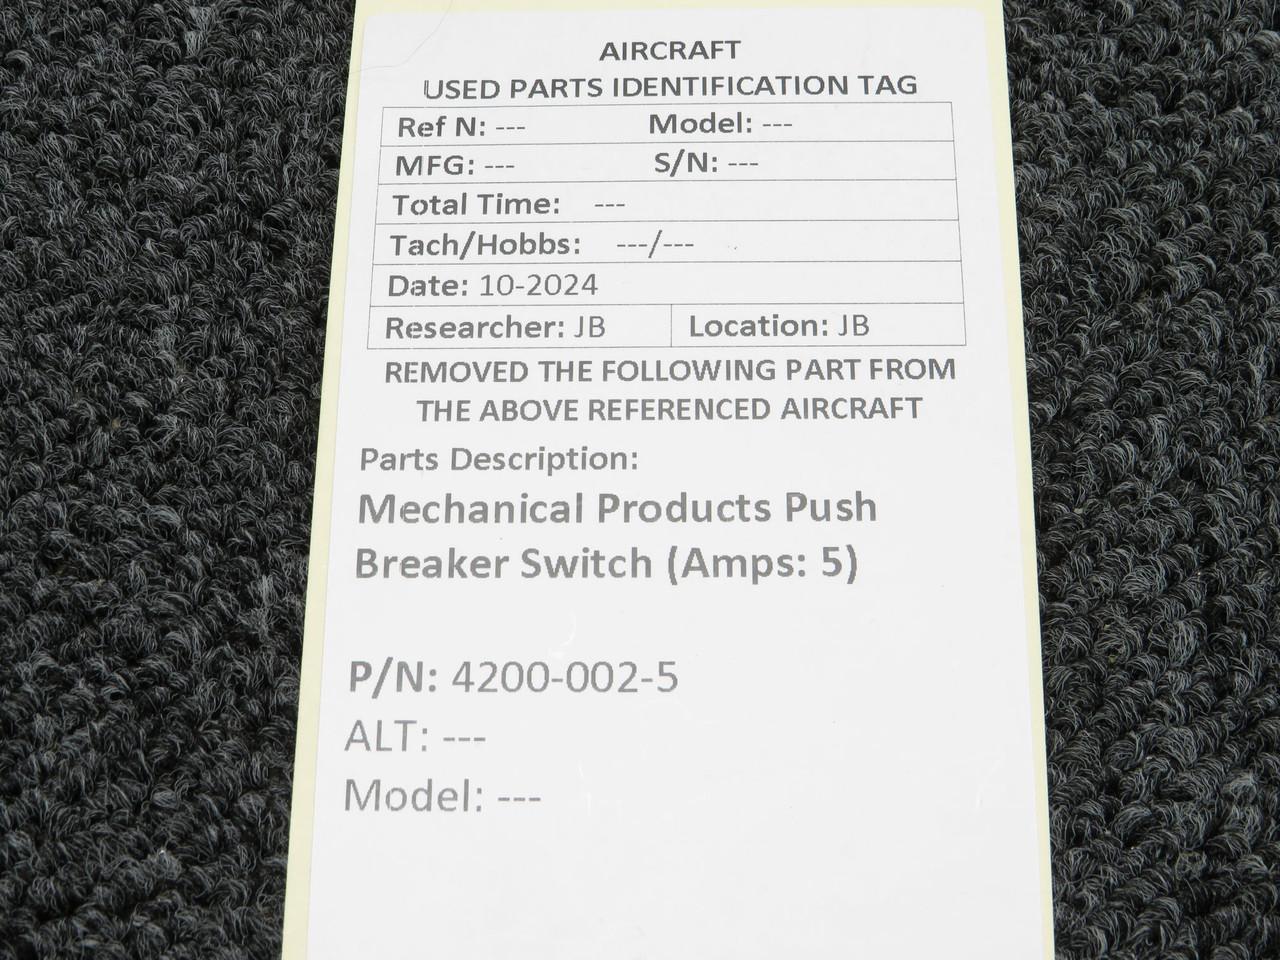 AIRCRAFT
USED PARTS IDENTIFICATION TAG
Ref N: --- Model: ---
MFG: --- S/N: ---
Total Time: ---
Tach/Hobbs: ---/---
Date: 10-2024
Researcher: JB Location: JB
REMOVED THE FOLLOWING PART FROM
THE ABOVE REFERENCED AIRCRAFT
Parts Description:
Mechanical Products Push
Breaker Switch (Amps: 5)
P/N: 4200-002-5
ALT: ---
Model: ---